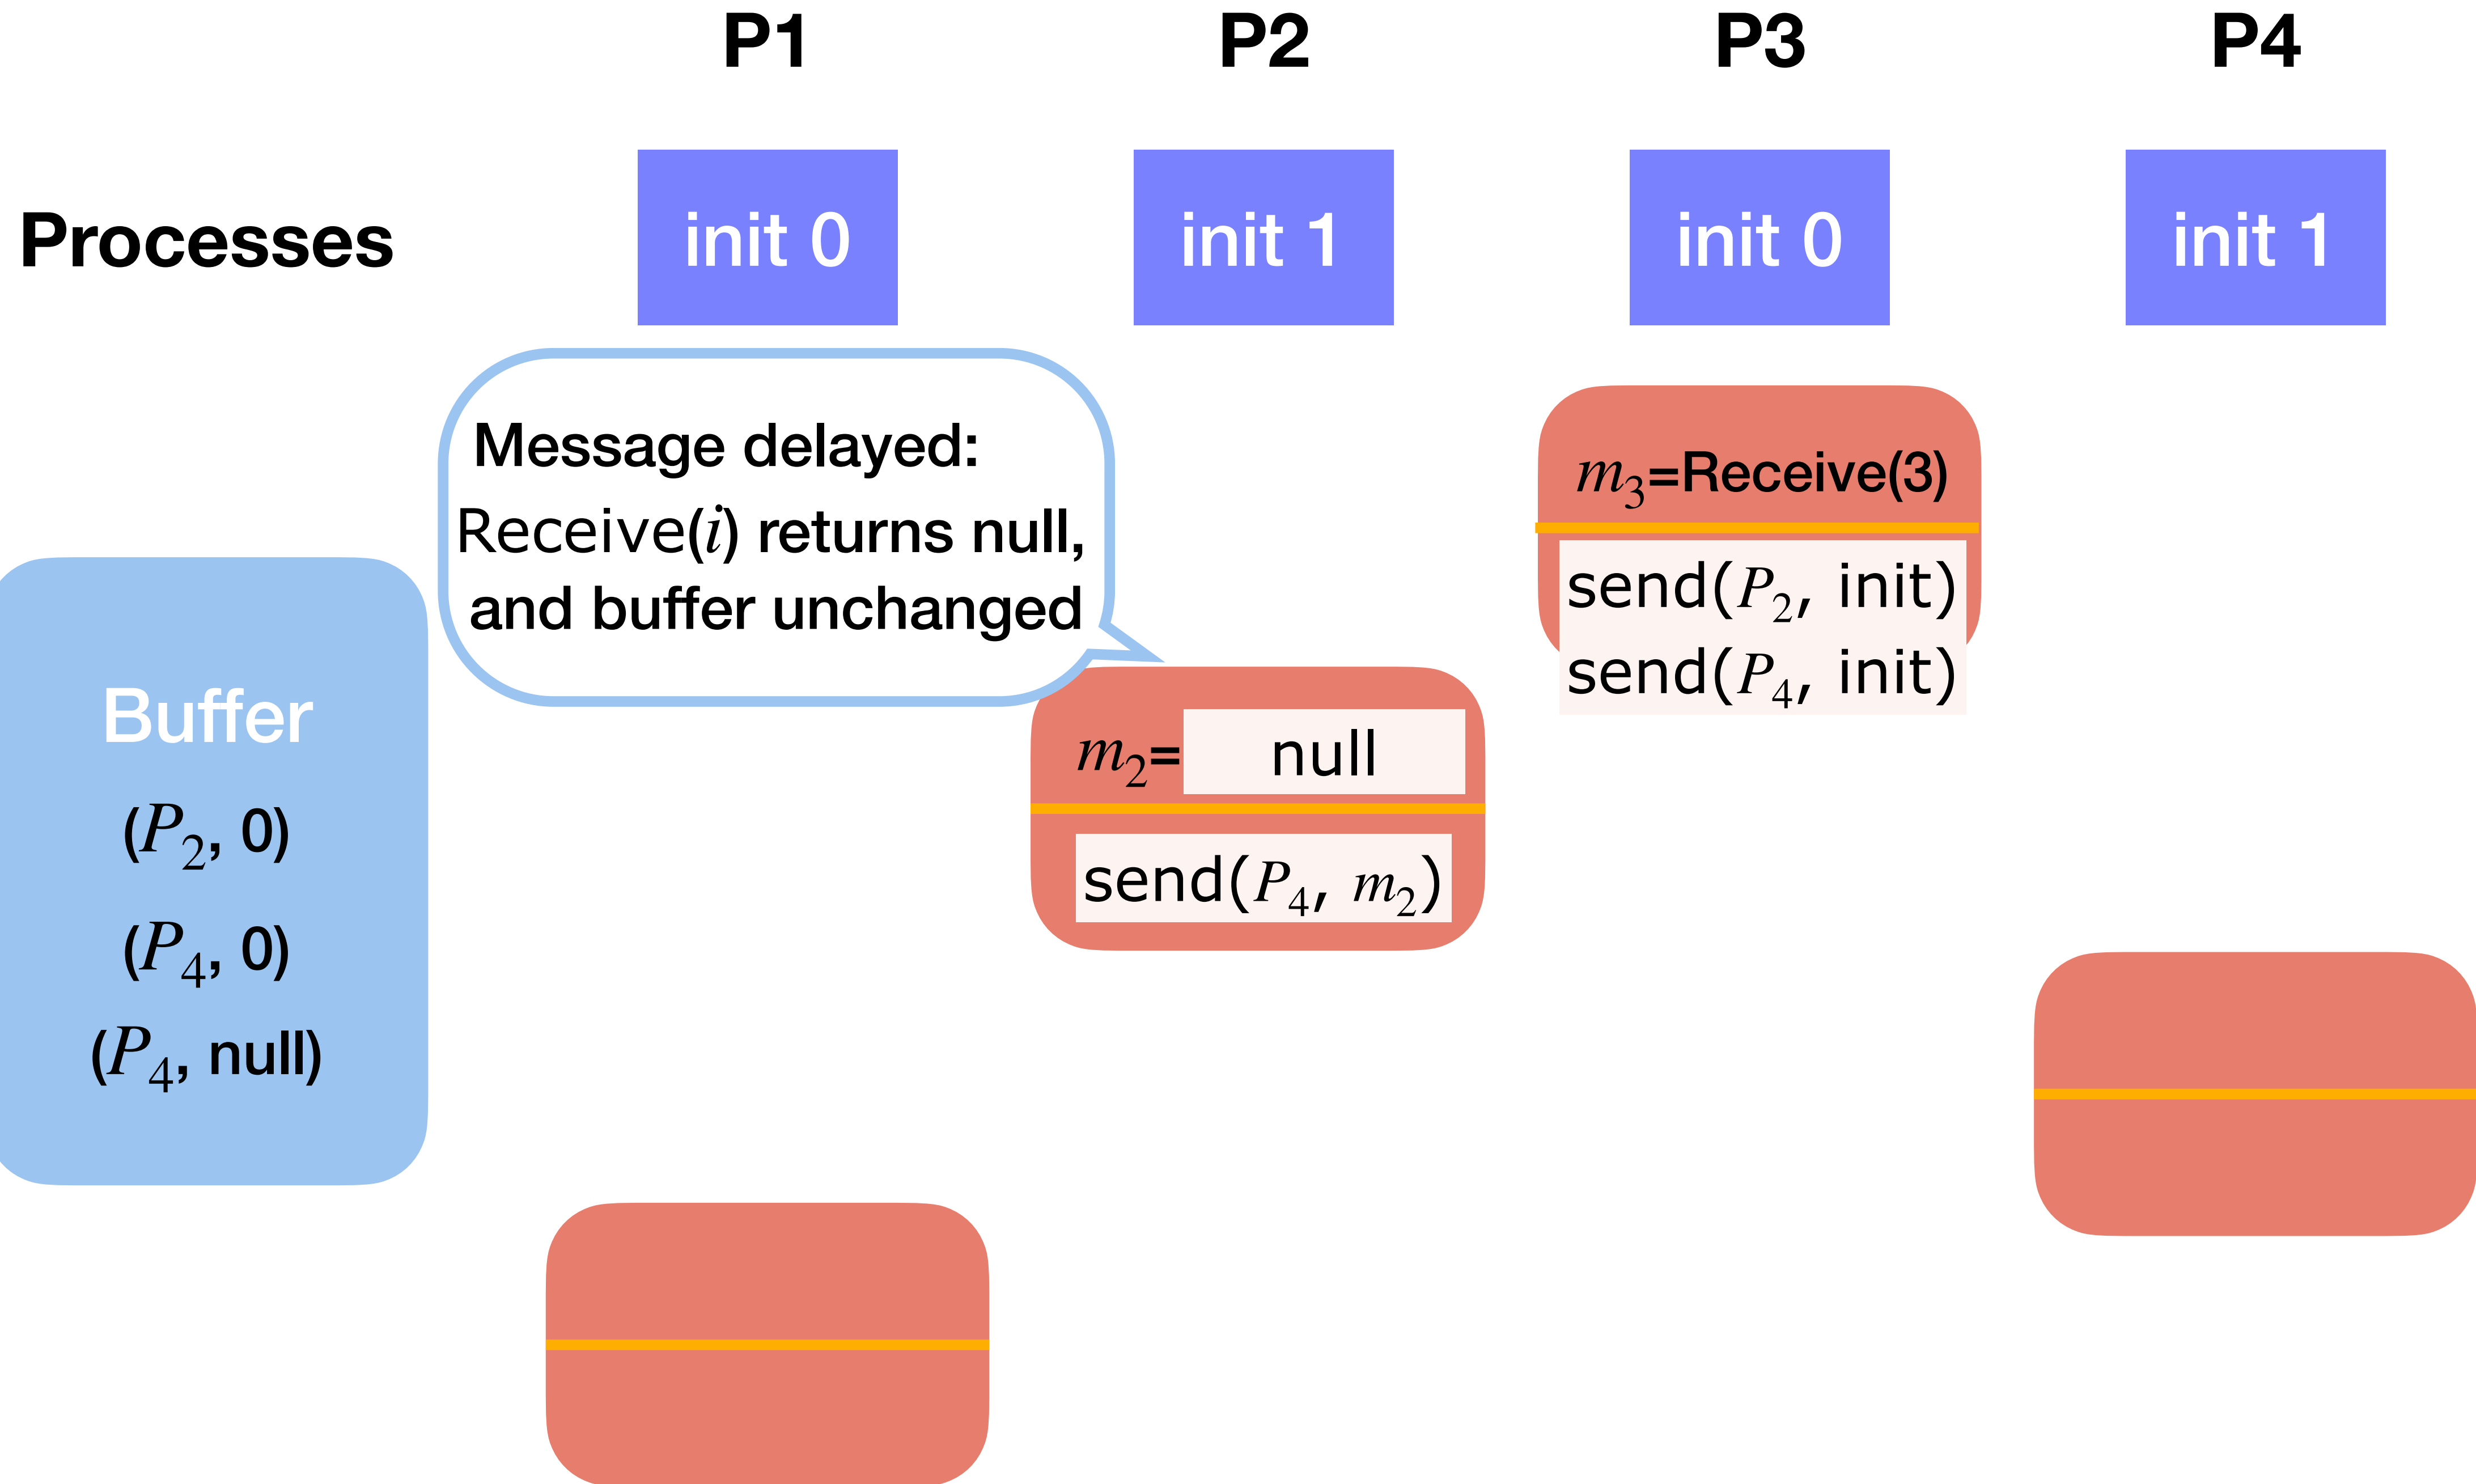 P1 P2 P3 P4
Processes
init 0
init 1
init 0
init 1
Message delayed:
Receive(i) returns null,
and buffer unchanged
m₃=Receive(3)
send(P₂, init)
send(P₄, init)
Buffer
(P₂, 0)
(P₄, 0)
(P₄, null)
m₂= null
send(P₄, m₂)